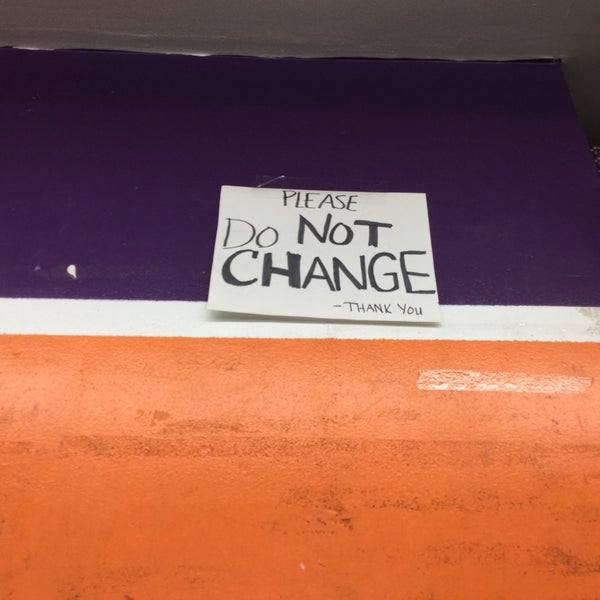 PLEASE
DO NOT
CHANGE
- THANK YOU